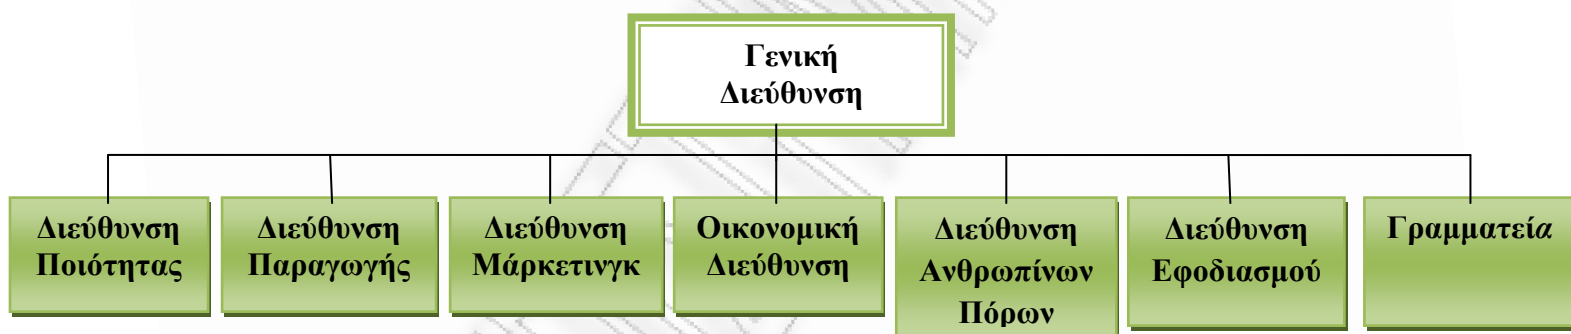 Γενική
Διεύθυνση
Διεύθυνση
Ποιότητας
Διεύθυνση
Παραγωγής
Διεύθυνση
Μάρκετινγκ
Οικονομική
Διεύθυνση
Διεύθυνση
Ανθρωπίνων
Πόρων
Διεύθυνση
Εφοδιασμού
Γραμματεία